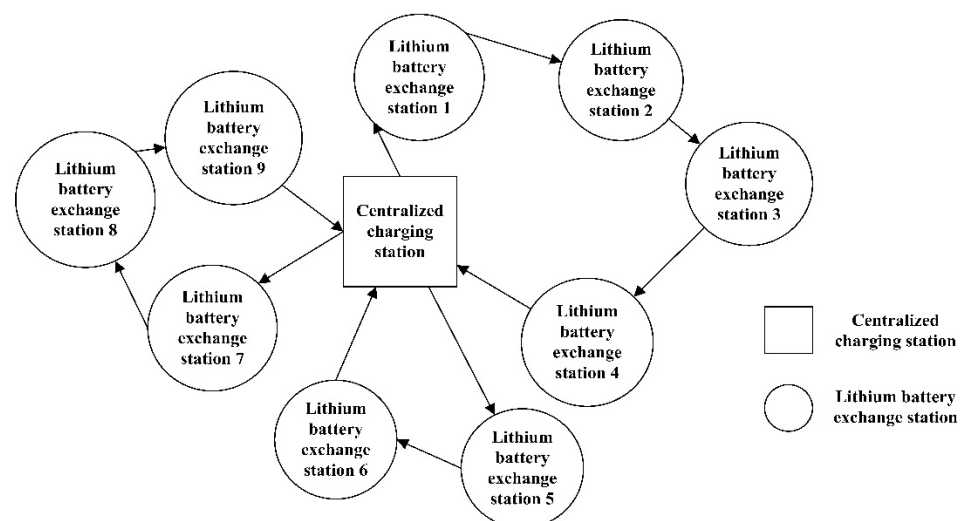 Lithium
battery
exchange
station 1
Lithium
battery
exchange
station 2
Lithium
battery
exchange
station 3
Lithium
battery
exchange
station 4
Lithium
battery
exchange
station 5
Lithium
battery
exchange
station 6
Lithium
battery
exchange
station 7
Lithium
battery
exchange
station 8
Lithium
battery
exchange
station 9
Centralized
charging
station
Centralized
charging station
Lithium battery
exchange station